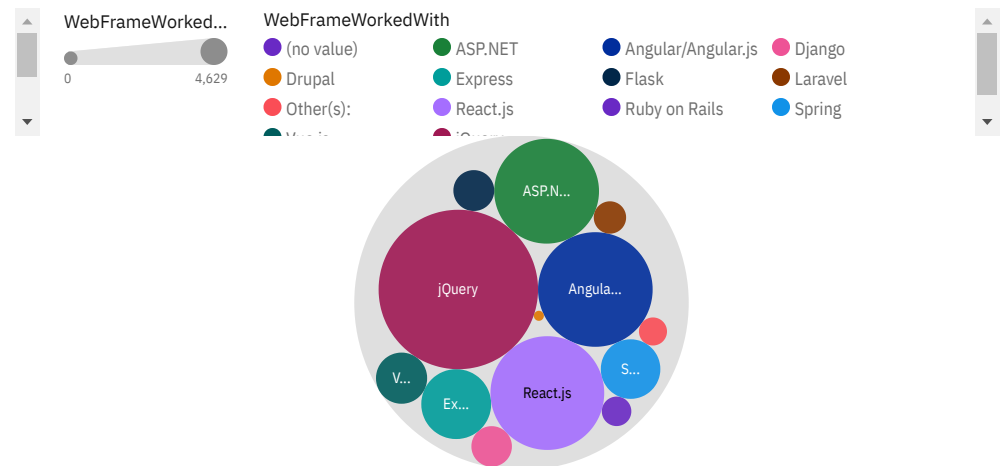 WebFrameWorked...
0 4,629
WebFrameWorkedWith
(no value) ASP.NET Angular/Angular.js Django
Drupal Express Flask Laravel
Other(s): React.js Ruby on Rails Spring
ASP.N...
jQuery
Angula...
S...
V...
React.js
Ex...